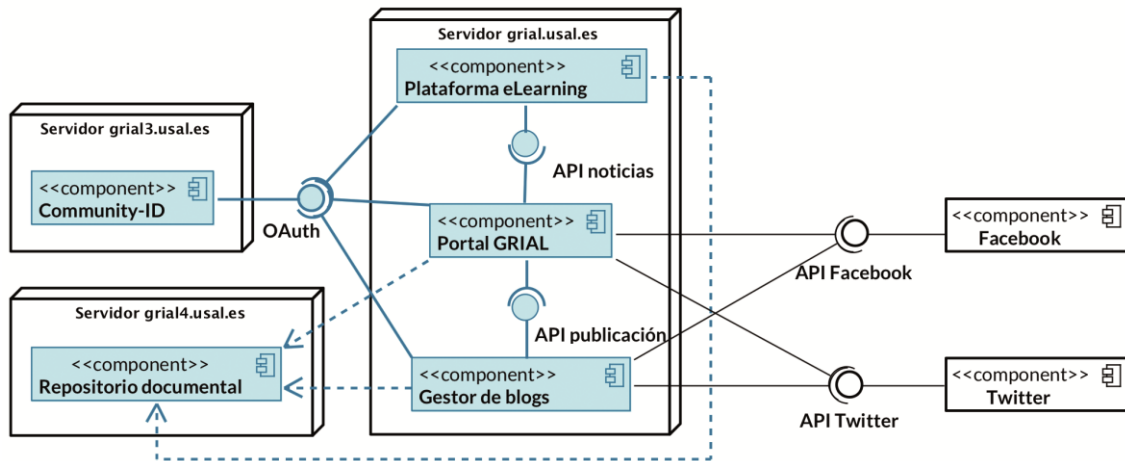 Servidor grial.usal.es
<<component>>
Plataforma eLearning
Servidor grial3.usal.es
<<component>>
Community-ID
OAuth
API noticias
<<component>>
Portal GRIAL
<<component>>
Facebook
API Facebook
Servidor grial4.usal.es
<<component>>
Repositorio documental
API publicación
<<component>>
Gestor de blogs
<<component>>
Twitter
API Twitter